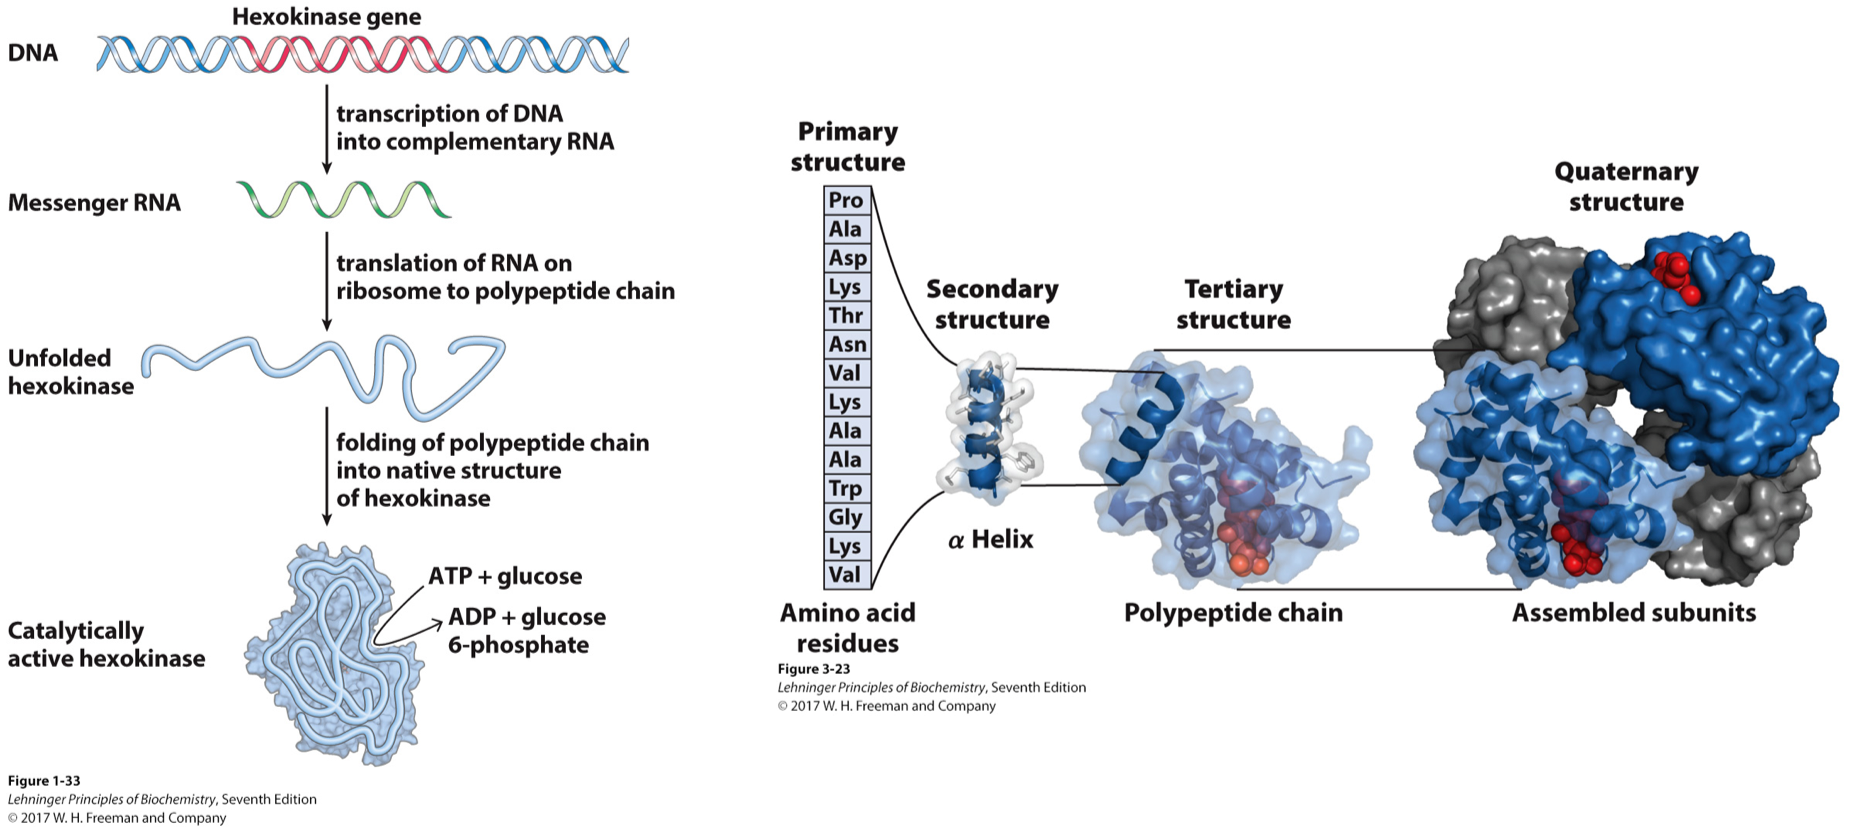 Hexokinase gene
DNA
transcription of DNA
into complementary RNA
Messenger RNA
translation of RNA on
ribosome to polypeptide chain
Unfolded
hexokinase
folding of polypeptide chain
into native structure
of hexokinase
ATP + glucose
ADP + glucose
6-phosphate
Catalytically
active hexokinase
Figure 1-33
Lehninger Principles of Biochemistry, Seventh Edition
© 2017 W. H. Freeman and Company
Primary
structure
Pro
Ala
Asp
Lys
Thr
Asn
Val
Lys
Ala
Ala
Trp
Gly
Lys
Val
Amino acid
residues
Secondary
structure
α Helix
Tertiary
structure
Polypeptide chain
Quaternary
structure
Assembled subunits
Figure 3-23
Lehninger Principles of Biochemistry, Seventh Edition
© 2017 W. H. Freeman and Company